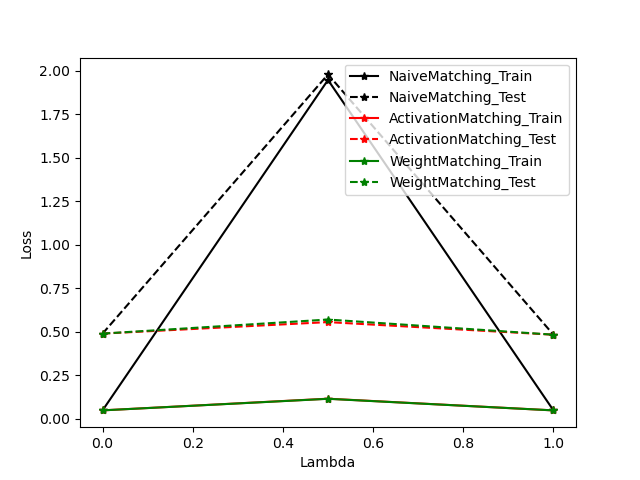 2.00
1.75
1.50
1.25
1.00
0.75
0.50
0.25
0.00
Loss
NaiveMatching_Train
NaiveMatching_Test
ActivationMatching_Train
ActivationMatching_Test
WeightMatching_Train
WeightMatching_Test
0.0 0.2 0.4 0.6 0.8 1.0
Lambda